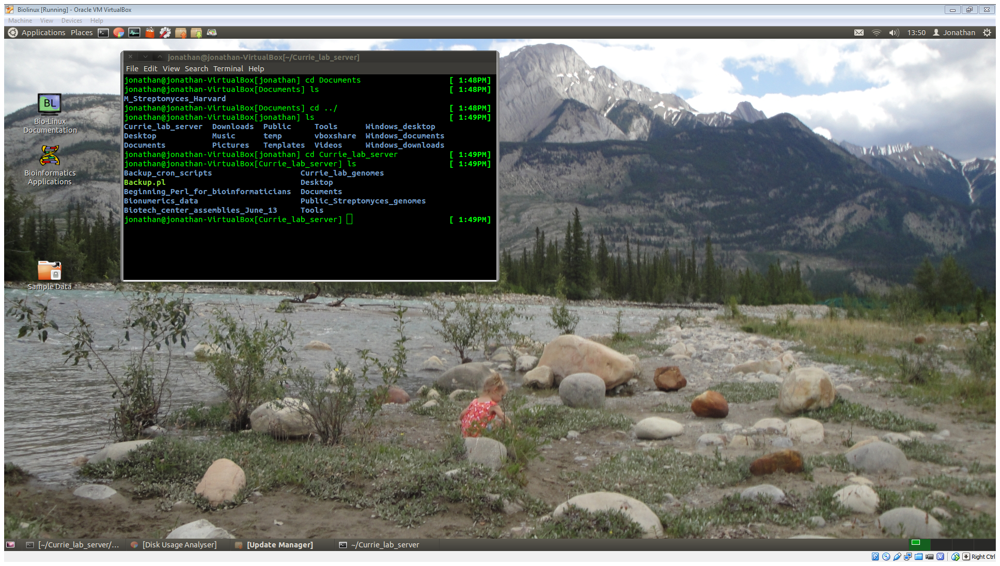 Biolinux [Running] - Oracle VM VirtualBox
Machine View Devices Help
Applications Places 13:50 Jonathan
jonathan@jonathan-VirtualBox[~/Currie_lab_server]
File Edit View Search Terminal Help
jonathan@jonathan-VirtualBox[jonathan] cd Documents [ 1:48PM]
jonathan@jonathan-VirtualBox[Documents] ls [ 1:48PM]
M_Streptomyces_Harvard
jonathan@jonathan-VirtualBox[Documents] cd ../ [ 1:48PM]
jonathan@jonathan-VirtualBox[jonathan] ls [ 1:49PM]
Currie_lab_server Downloads Public Tools Windows_desktop
Desktop Music temp vboxshare Windows_documents
Documents Pictures Templates Videos Windows_downloads
jonathan@jonathan-VirtualBox[jonathan] cd Currie_lab_server [ 1:49PM]
jonathan@jonathan-VirtualBox[Currie_lab_server] ls [ 1:49PM]
Backup_cron_scripts Currie_lab_genomes
Backup.pl Desktop
Beginning_Perl_for_bioinformaticians Documents
Bionumerics_data Public_Streptomyces_genomes
Biotech_center_assemblies_June_13 Tools
jonathan@jonathan-VirtualBox[Currie_lab_server] [ 1:49PM]
BL
Bio-Linux
Documentation
Bioinformatics
Applications
Sample Data
[~/Currie_lab_server/... [Disk Usage Analyser] [Update Manager] ~/Currie_lab_server
Right Ctrl